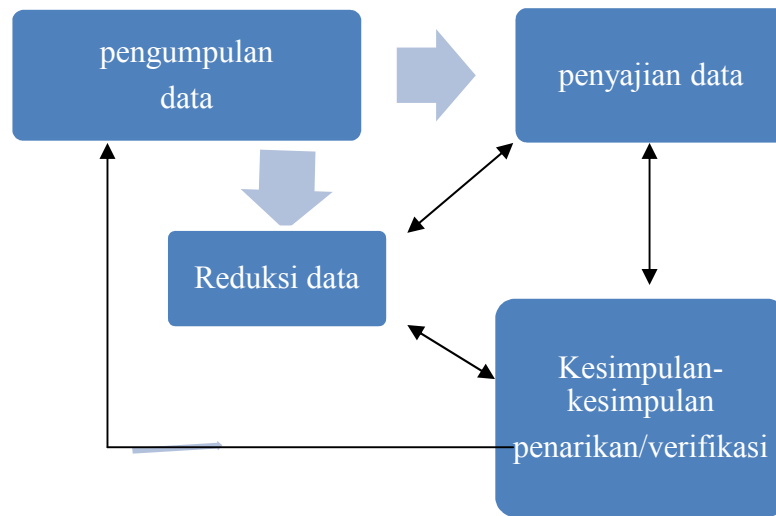 pengumpulan
data
penyajian data
Reduksi data
Kesimpulan-
kesimpulan
penarikan/verifikasi